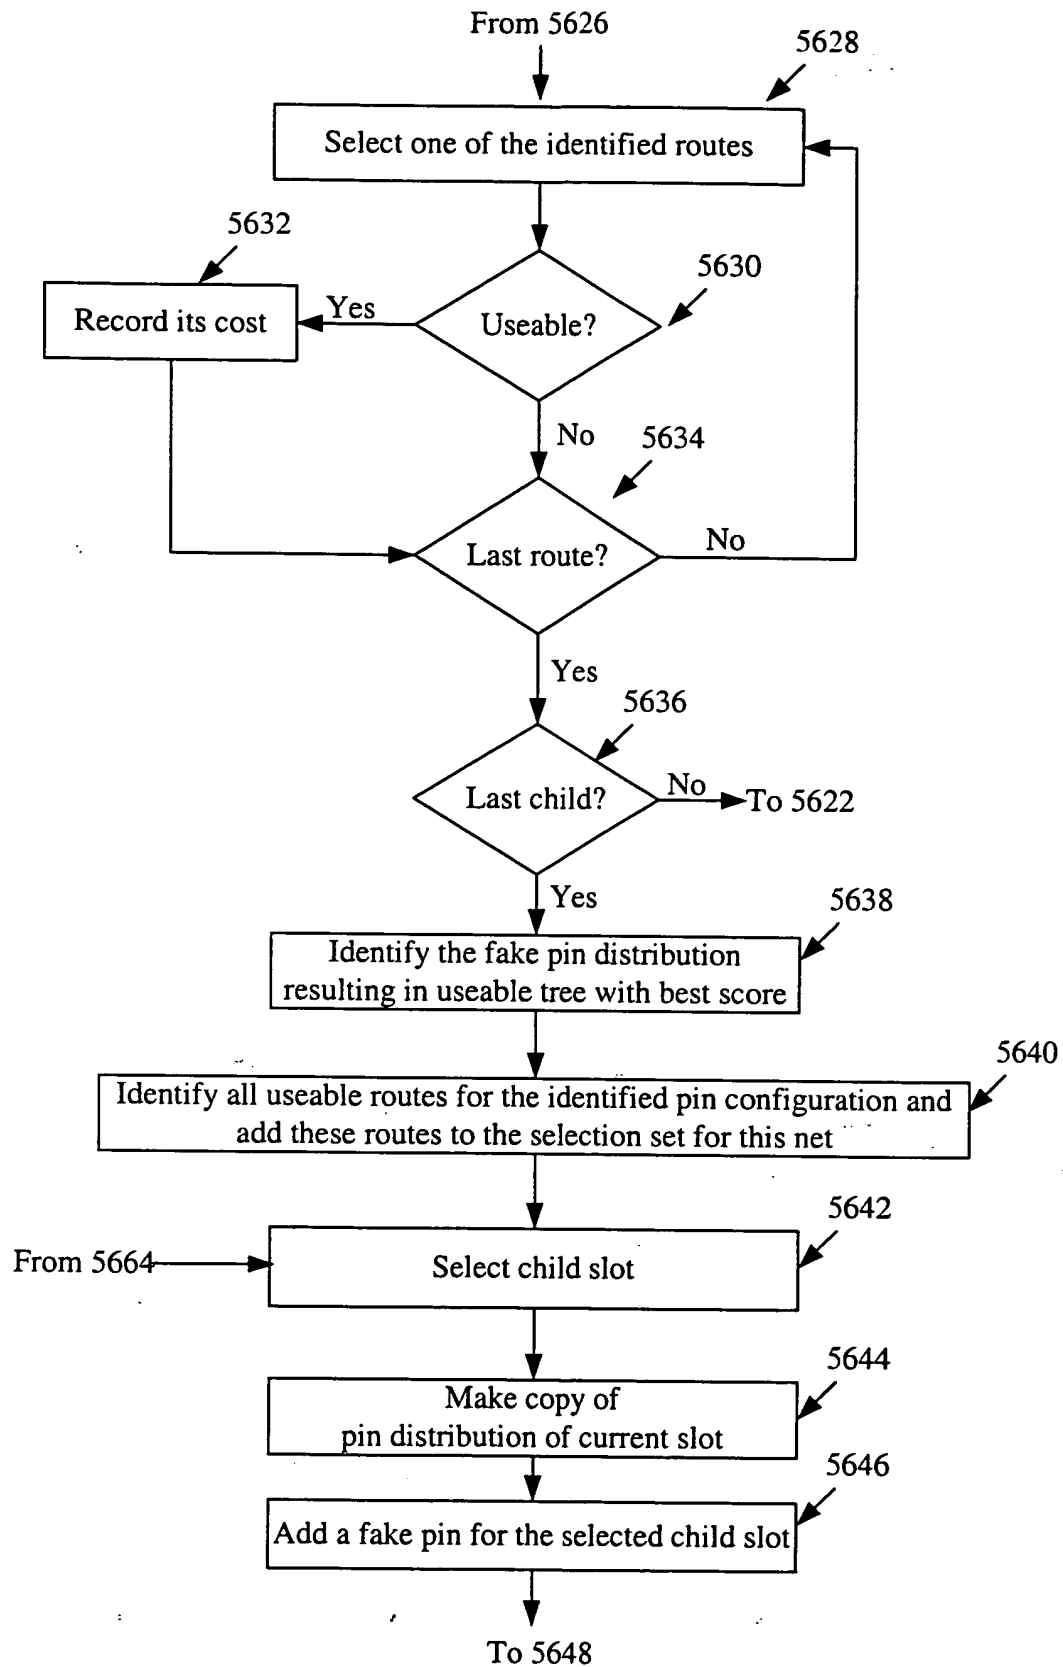 From 5626
5628
Select one of the identified routes
5632
5630
Record its cost
Yes
Useable?
No
5634
Last route?
No
Yes
5636
Last child?
No
To 5622
Yes
5638
Identify the fake pin distribution
resulting in useable tree with best score
5640
Identify all useable routes for the identified pin configuration and
add these routes to the selection set for this net
5642
From 5664
Select child slot
5644
Make copy of
pin distribution of current slot
5646
Add a fake pin for the selected child slot
To 5648